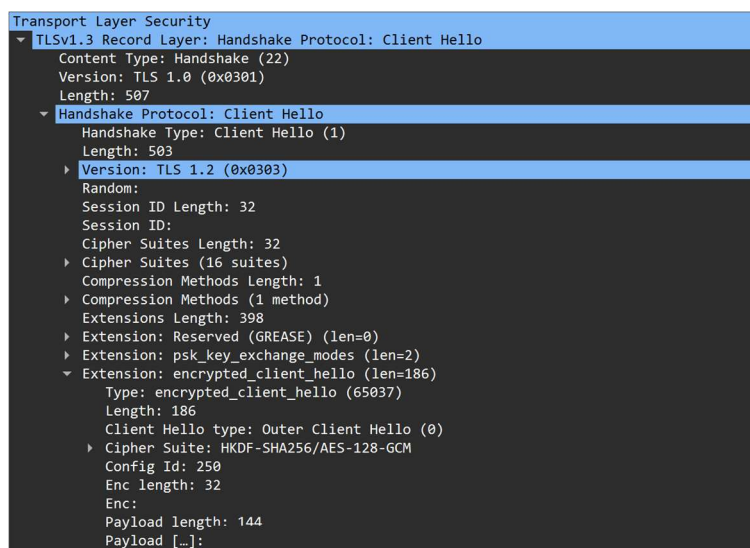 Transport Layer Security
TLSv1.3 Record Layer: Handshake Protocol: Client Hello
Content Type: Handshake (22)
Version: TLS 1.0 (0x0301)
Length: 507
Handshake Protocol: Client Hello
Handshake Type: Client Hello (1)
Length: 503
Version: TLS 1.2 (0x0303)
Random:
Session ID Length: 32
Session ID:
Cipher Suites Length: 32
Cipher Suites (16 suites)
Compression Methods Length: 1
Compression Methods (1 method)
Extensions Length: 398
Extension: Reserved (GREASE) (len=0)
Extension: psk_key_exchange_modes (len=2)
Extension: encrypted_client_hello (len=186)
Type: encrypted_client_hello (65037)
Length: 186
Client Hello type: Outer Client Hello (0)
Cipher Suite: HKDF-SHA256/AES-128-GCM
Config Id: 250
Enc length: 32
Enc:
Payload length: 144
Payload […]: